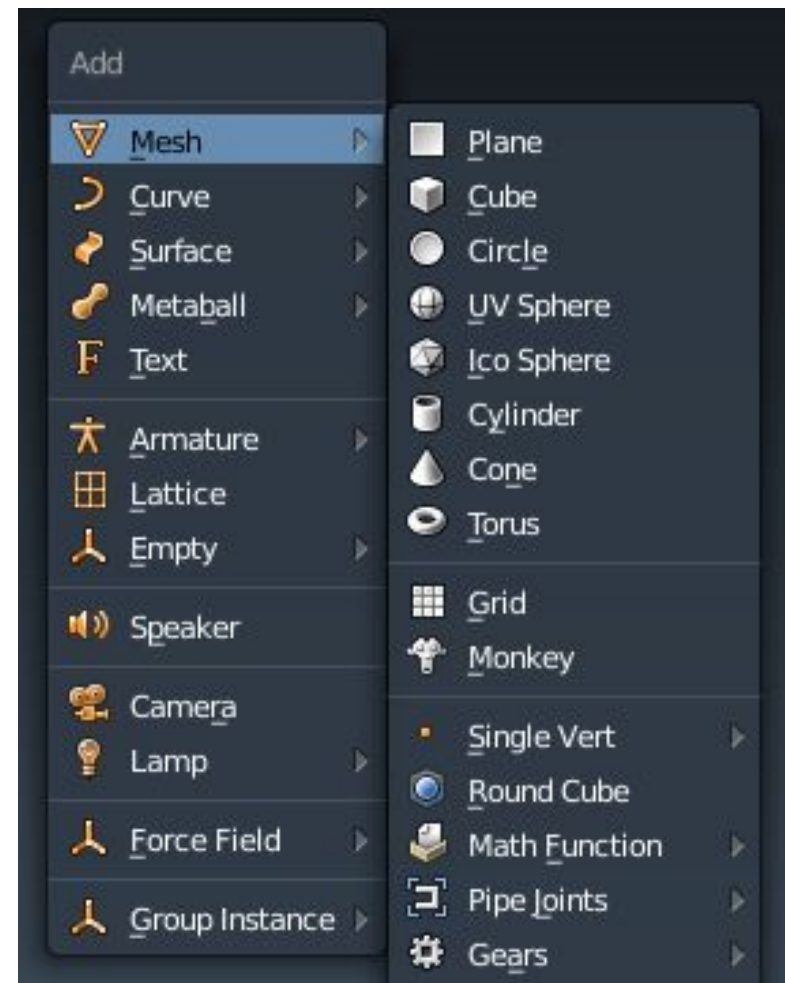 Add
Mesh
Curve
Surface
Metaball
Text
Armature
Lattice
Empty
Speaker
Camera
Lamp
Force Field
Group Instance
Plane
Cube
Circle
UV Sphere
Ico Sphere
Cylinder
Cone
Torus
Grid
Monkey
Single Vert
Round Cube
Math Function
Pipe Joints
Gears